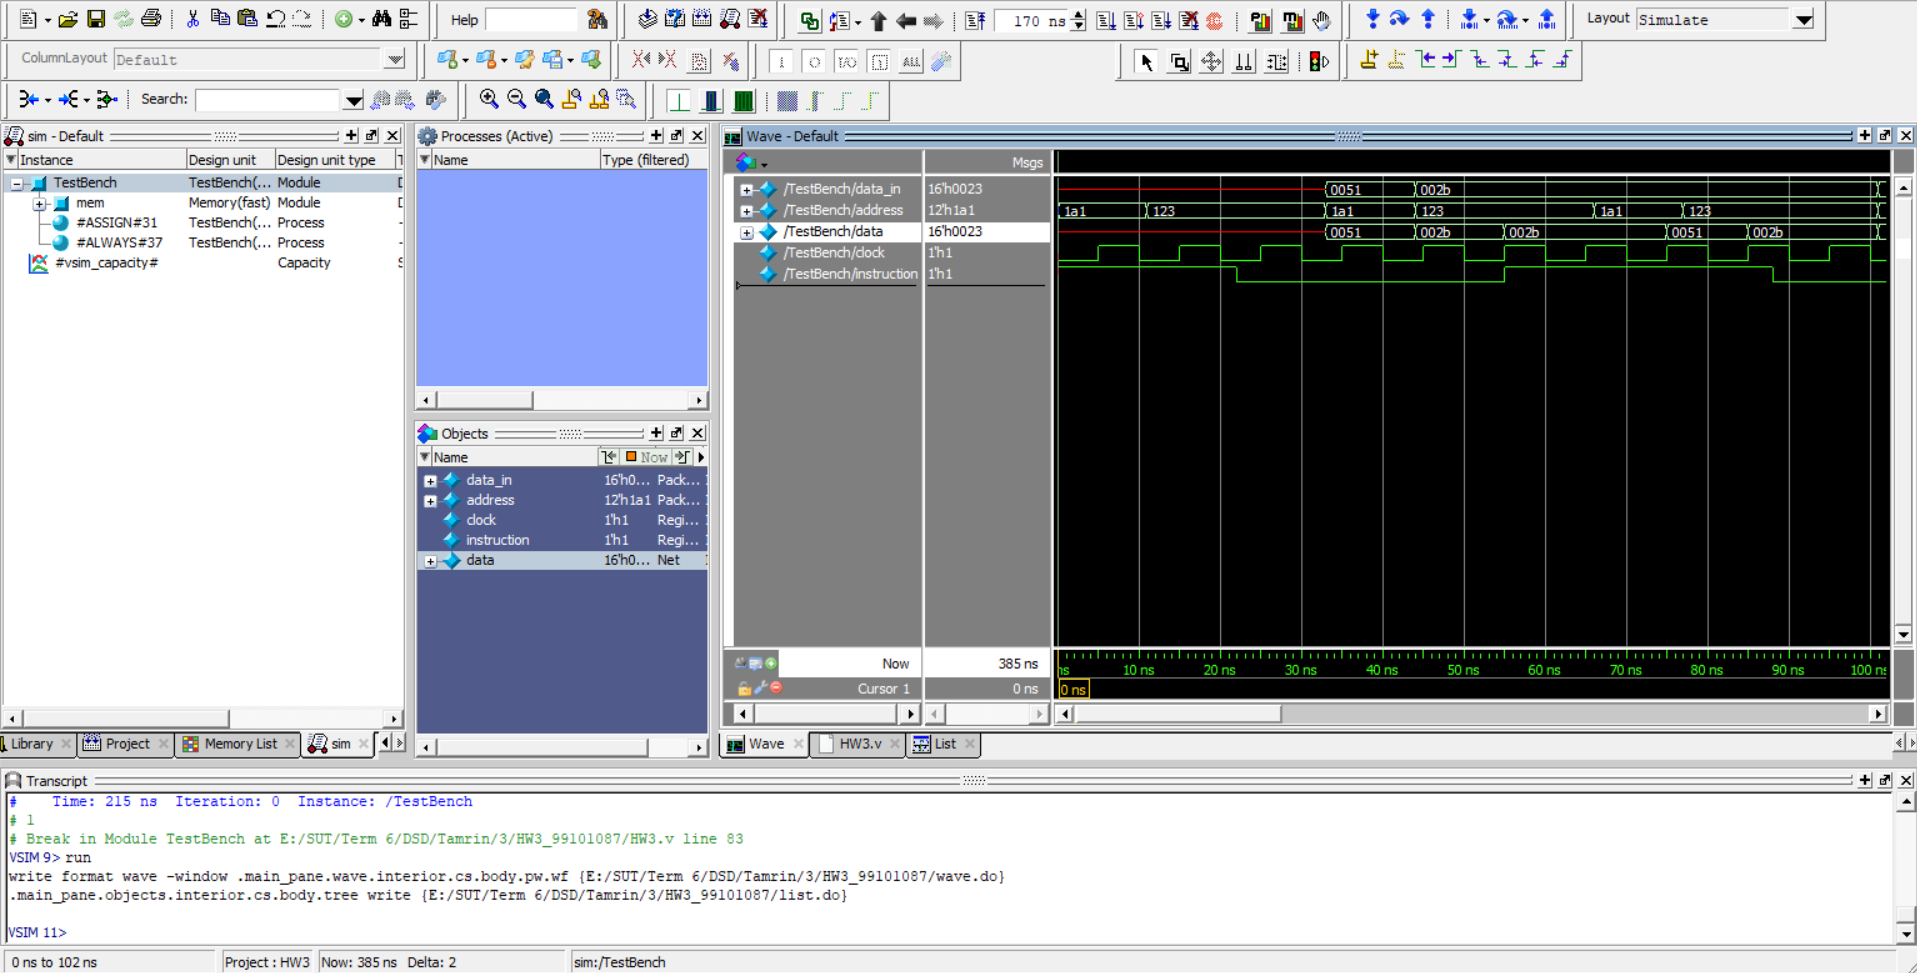 Help
170 ns
Layout Simulate
ColumnLayout Default
ALL
Search:
sim - Default
Instance Design unit Design unit type
TestBench TestBench(... Module
mem Memory(fast) Module
#ASSIGN#31 TestBench(... Process
#ALWAYS#37 TestBench(... Process
#vsim_capacity# Capacity
Library Project Memory List sim
Processes (Active)
Name Type (filtered)
Objects
Name Now
data_in 16'h0... Pack...
address 12'h1a1 Pack...
clock 1'h1 Regi...
instruction 1'h1 Regi...
data 16'h0... Net
Wave - Default
Msgs
/TestBench/data_in 16'h0023 0051 002b
/TestBench/address 12'h1a1 1a1 123 1a1 123 1a1 123
/TestBench/data 16'h0023 0051 002b 002b 0051 002b
/TestBench/clock 1'h1
/TestBench/instruction 1'h1
Now 385 ns ns 10 ns 20 ns 30 ns 40 ns 50 ns 60 ns 70 ns 80 ns 90 ns 100 ns
Cursor 1 0 ns 0 ns
Wave HW3.v List
Transcript
# Time: 215 ns Iteration: 0 Instance: /TestBench
# 1
# Break in Module TestBench at E:/SUT/Term 6/DSD/Tamrin/3/HW3_99101087/HW3.v line 83
VSIM 9> run
write format wave -window .main_pane.wave.interior.cs.body.pw.wf {E:/SUT/Term 6/DSD/Tamrin/3/HW3_99101087/wave.do}
.main_pane.objects.interior.cs.body.tree write {E:/SUT/Term 6/DSD/Tamrin/3/HW3_99101087/list.do}
VSIM 11>
0 ns to 102 ns Project : HW3 Now: 385 ns Delta: 2 sim:/TestBench